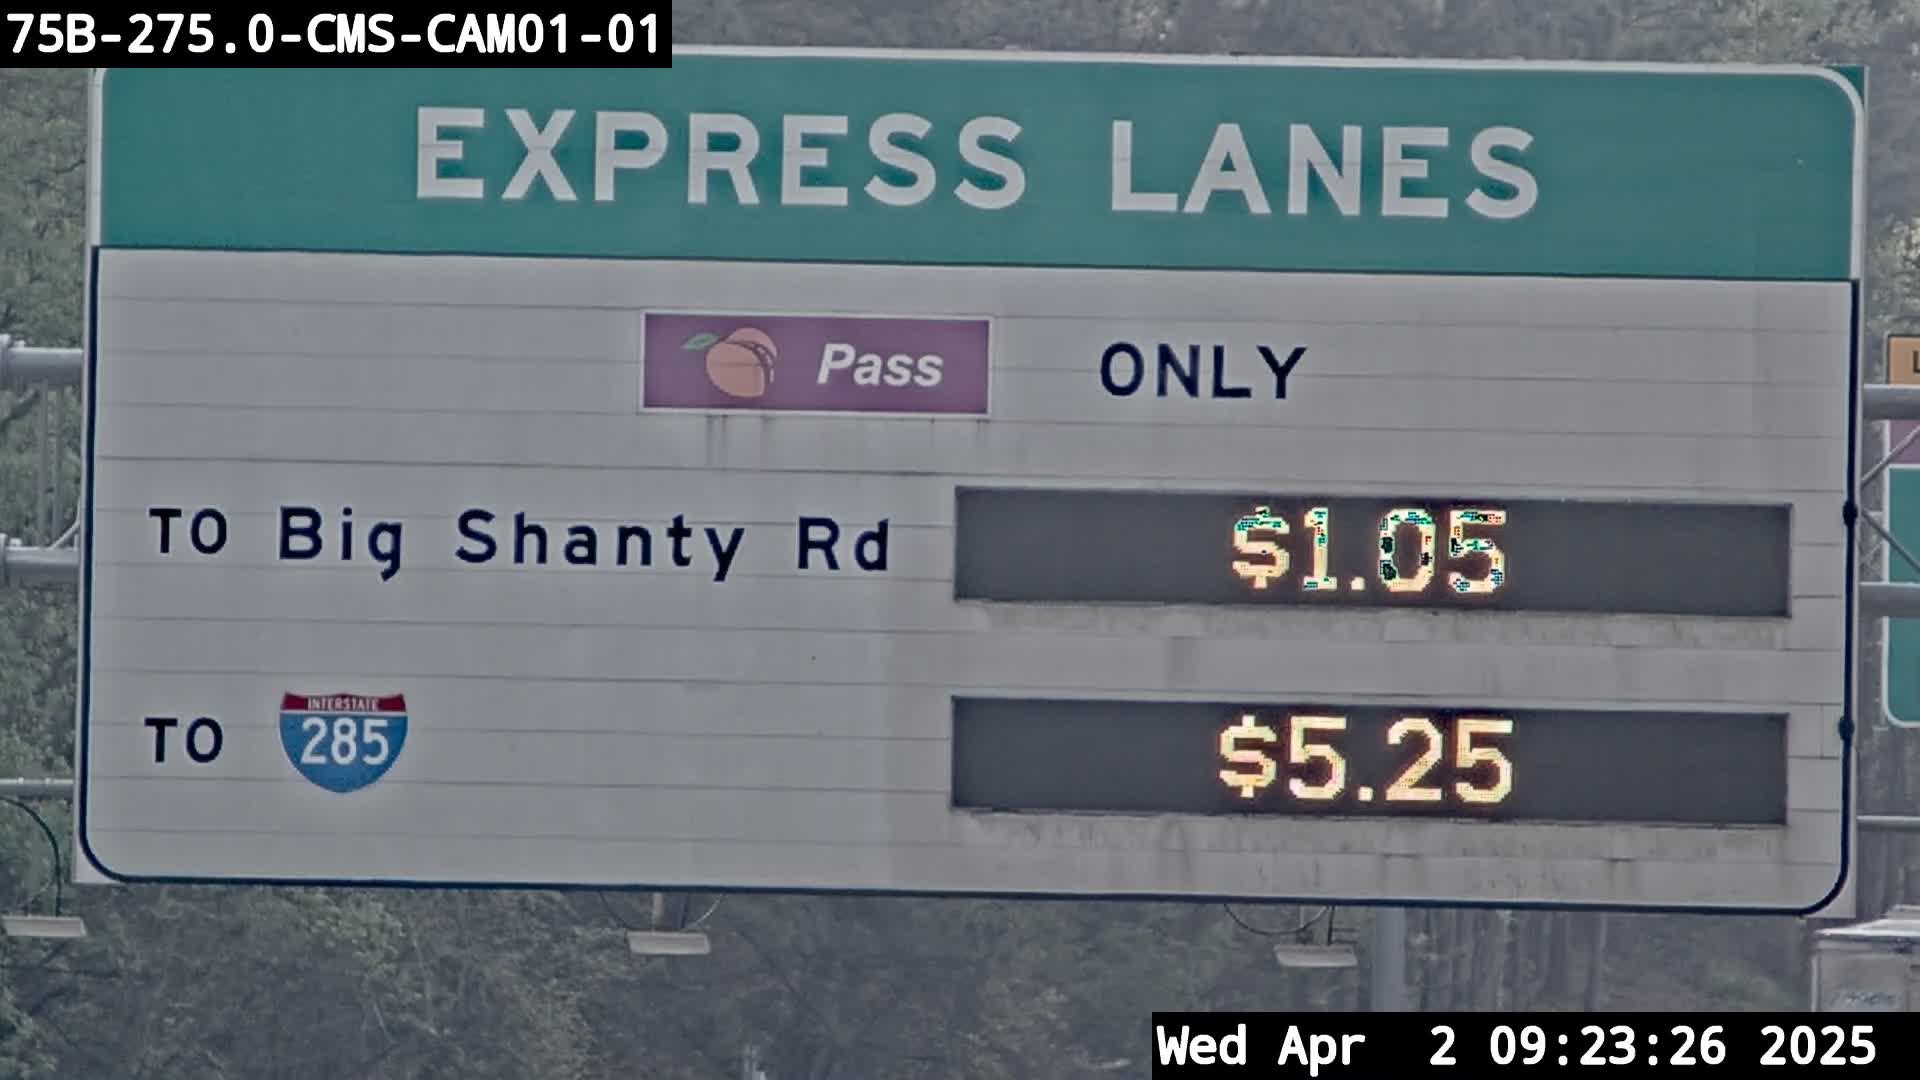 75B-275.0-CMS-CAM01-01
EXPRESS LANES
Pass ONLY
TO Big Shanty Rd $1.05
INTERSTATE
TO 285 $5.25
Wed Apr 2 09:23:26 2025